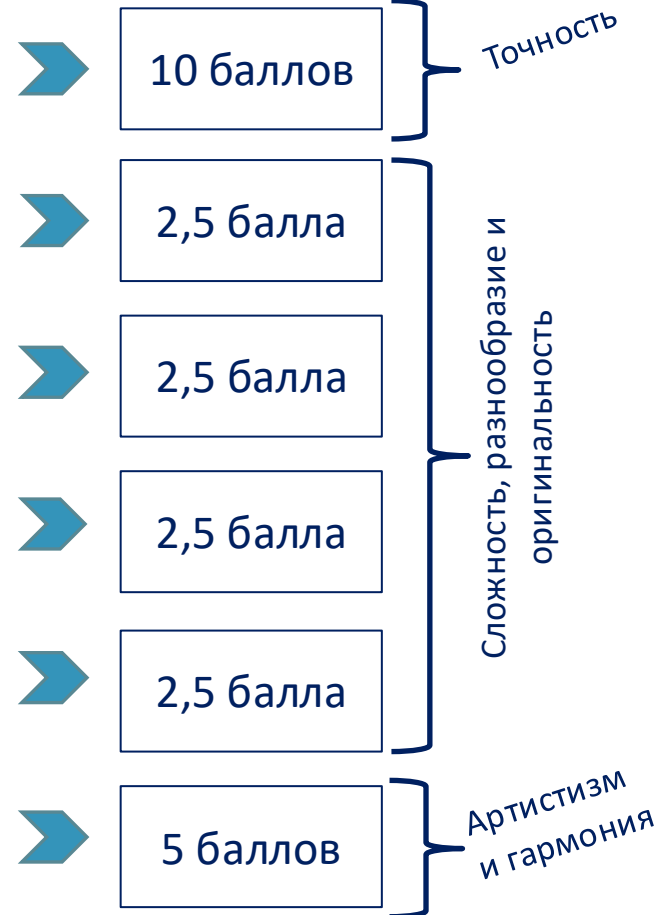 10 баллов
Точность
2,5 балла
2,5 балла
2,5 балла
2,5 балла
Сложность, разнообразие и
оригинальность
5 баллов
Артистизм
и гармония